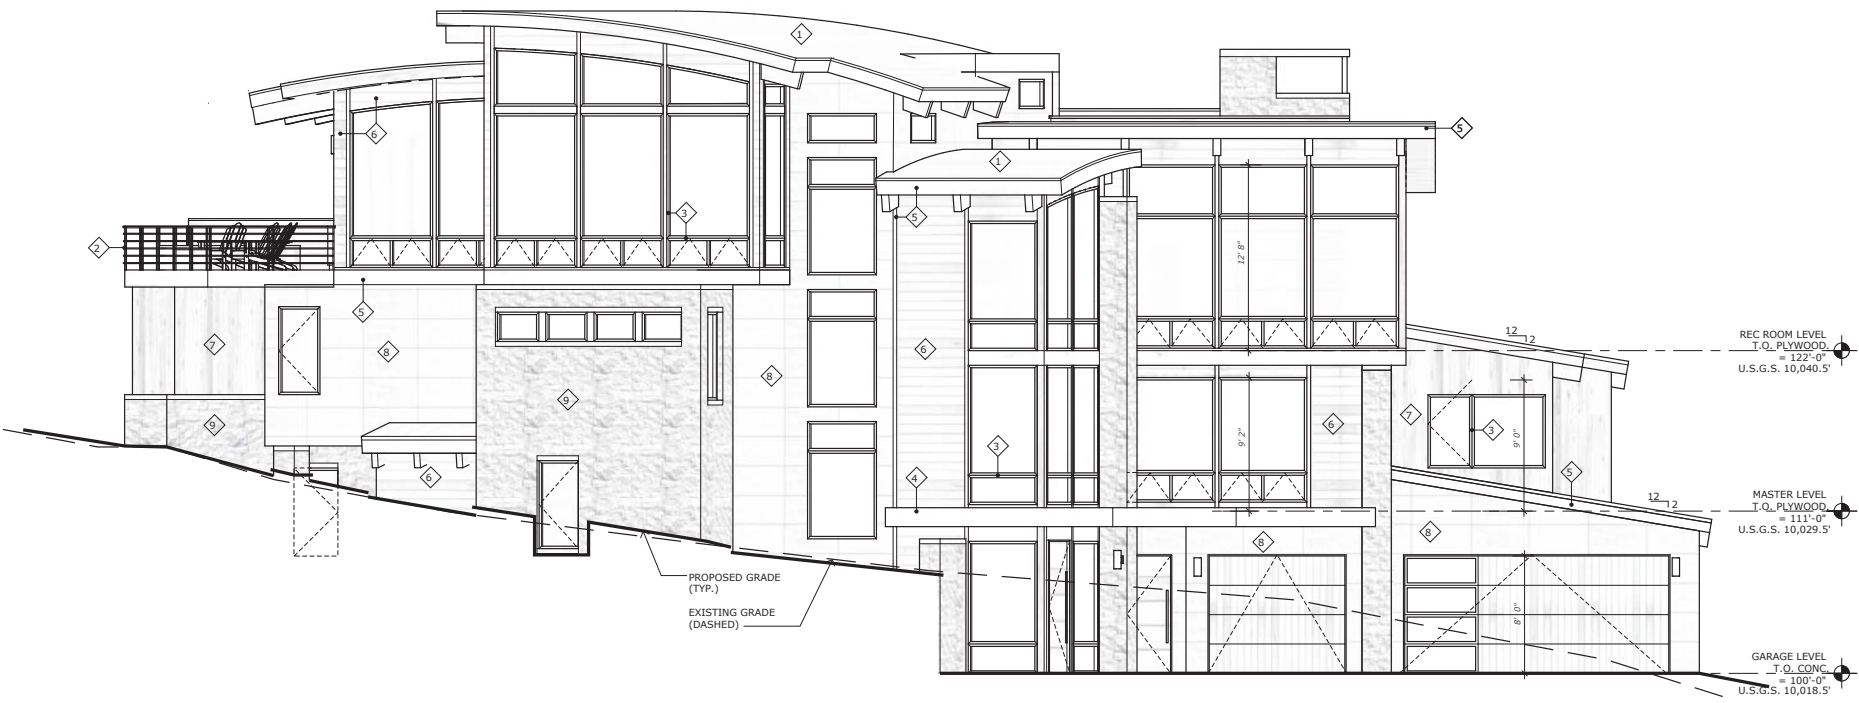 1
6
5
1
3
5
2
12'  8"
5
12
2
REC ROOM LEVEL
T.O. PLYWOOD.
= 122'-0"
U.S.G.S. 10,040.5'
7
8
6
8
9
7
6
3
9'  2"
9'  0"
9
3
6
4
5
12
2
MASTER LEVEL
T.O. PLYWOOD.
= 111'-0"
U.S.G.S. 10,029.5'
8
8
PROPOSED GRADE
(TYP.)
EXISTING GRADE
(DASHED)
8'  0"
GARAGE LEVEL
T.O. CONC.
= 100'-0"
U.S.G.S. 10,018.5'